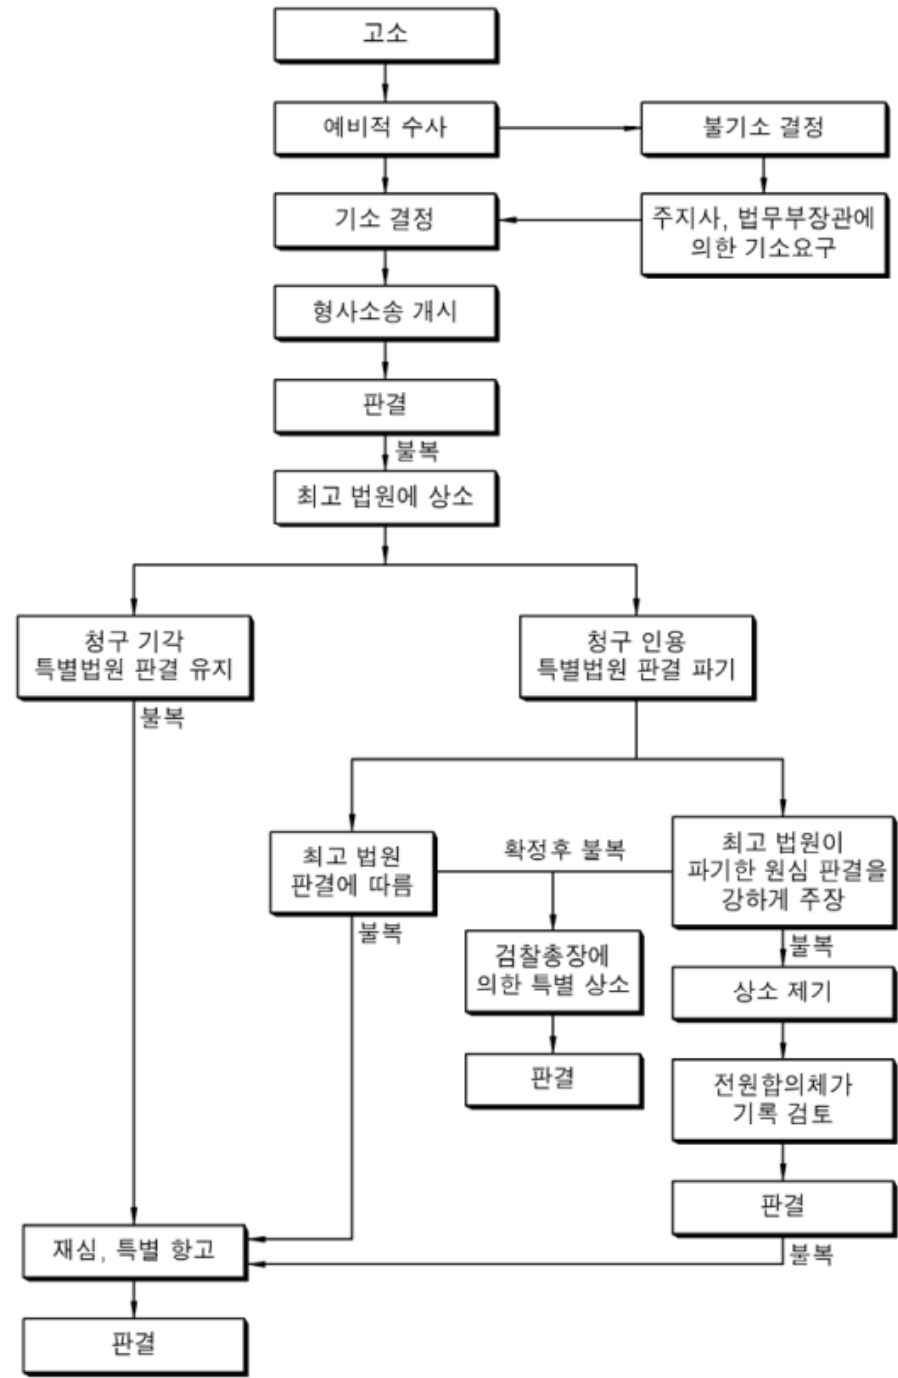 고소
예비적 수사
불기소 결정
기소 결정
주지사, 법무부장관에
의한 기소요구
형사소송 개시
판결
불복
최고 법원에 상소
청구 기각
특별법원 판결 유지
불복
청구 인용
특별법원 판결 파기
최고 법원
판결에 따름
불복
확정후 불복
최고 법원이
파기한 원심 판결을
강하게 주장
불복
검찰총장에
의한 특별 상소
판결
상소 제기
전원합의체가
기록 검토
판결
불복
재심, 특별 항고
판결